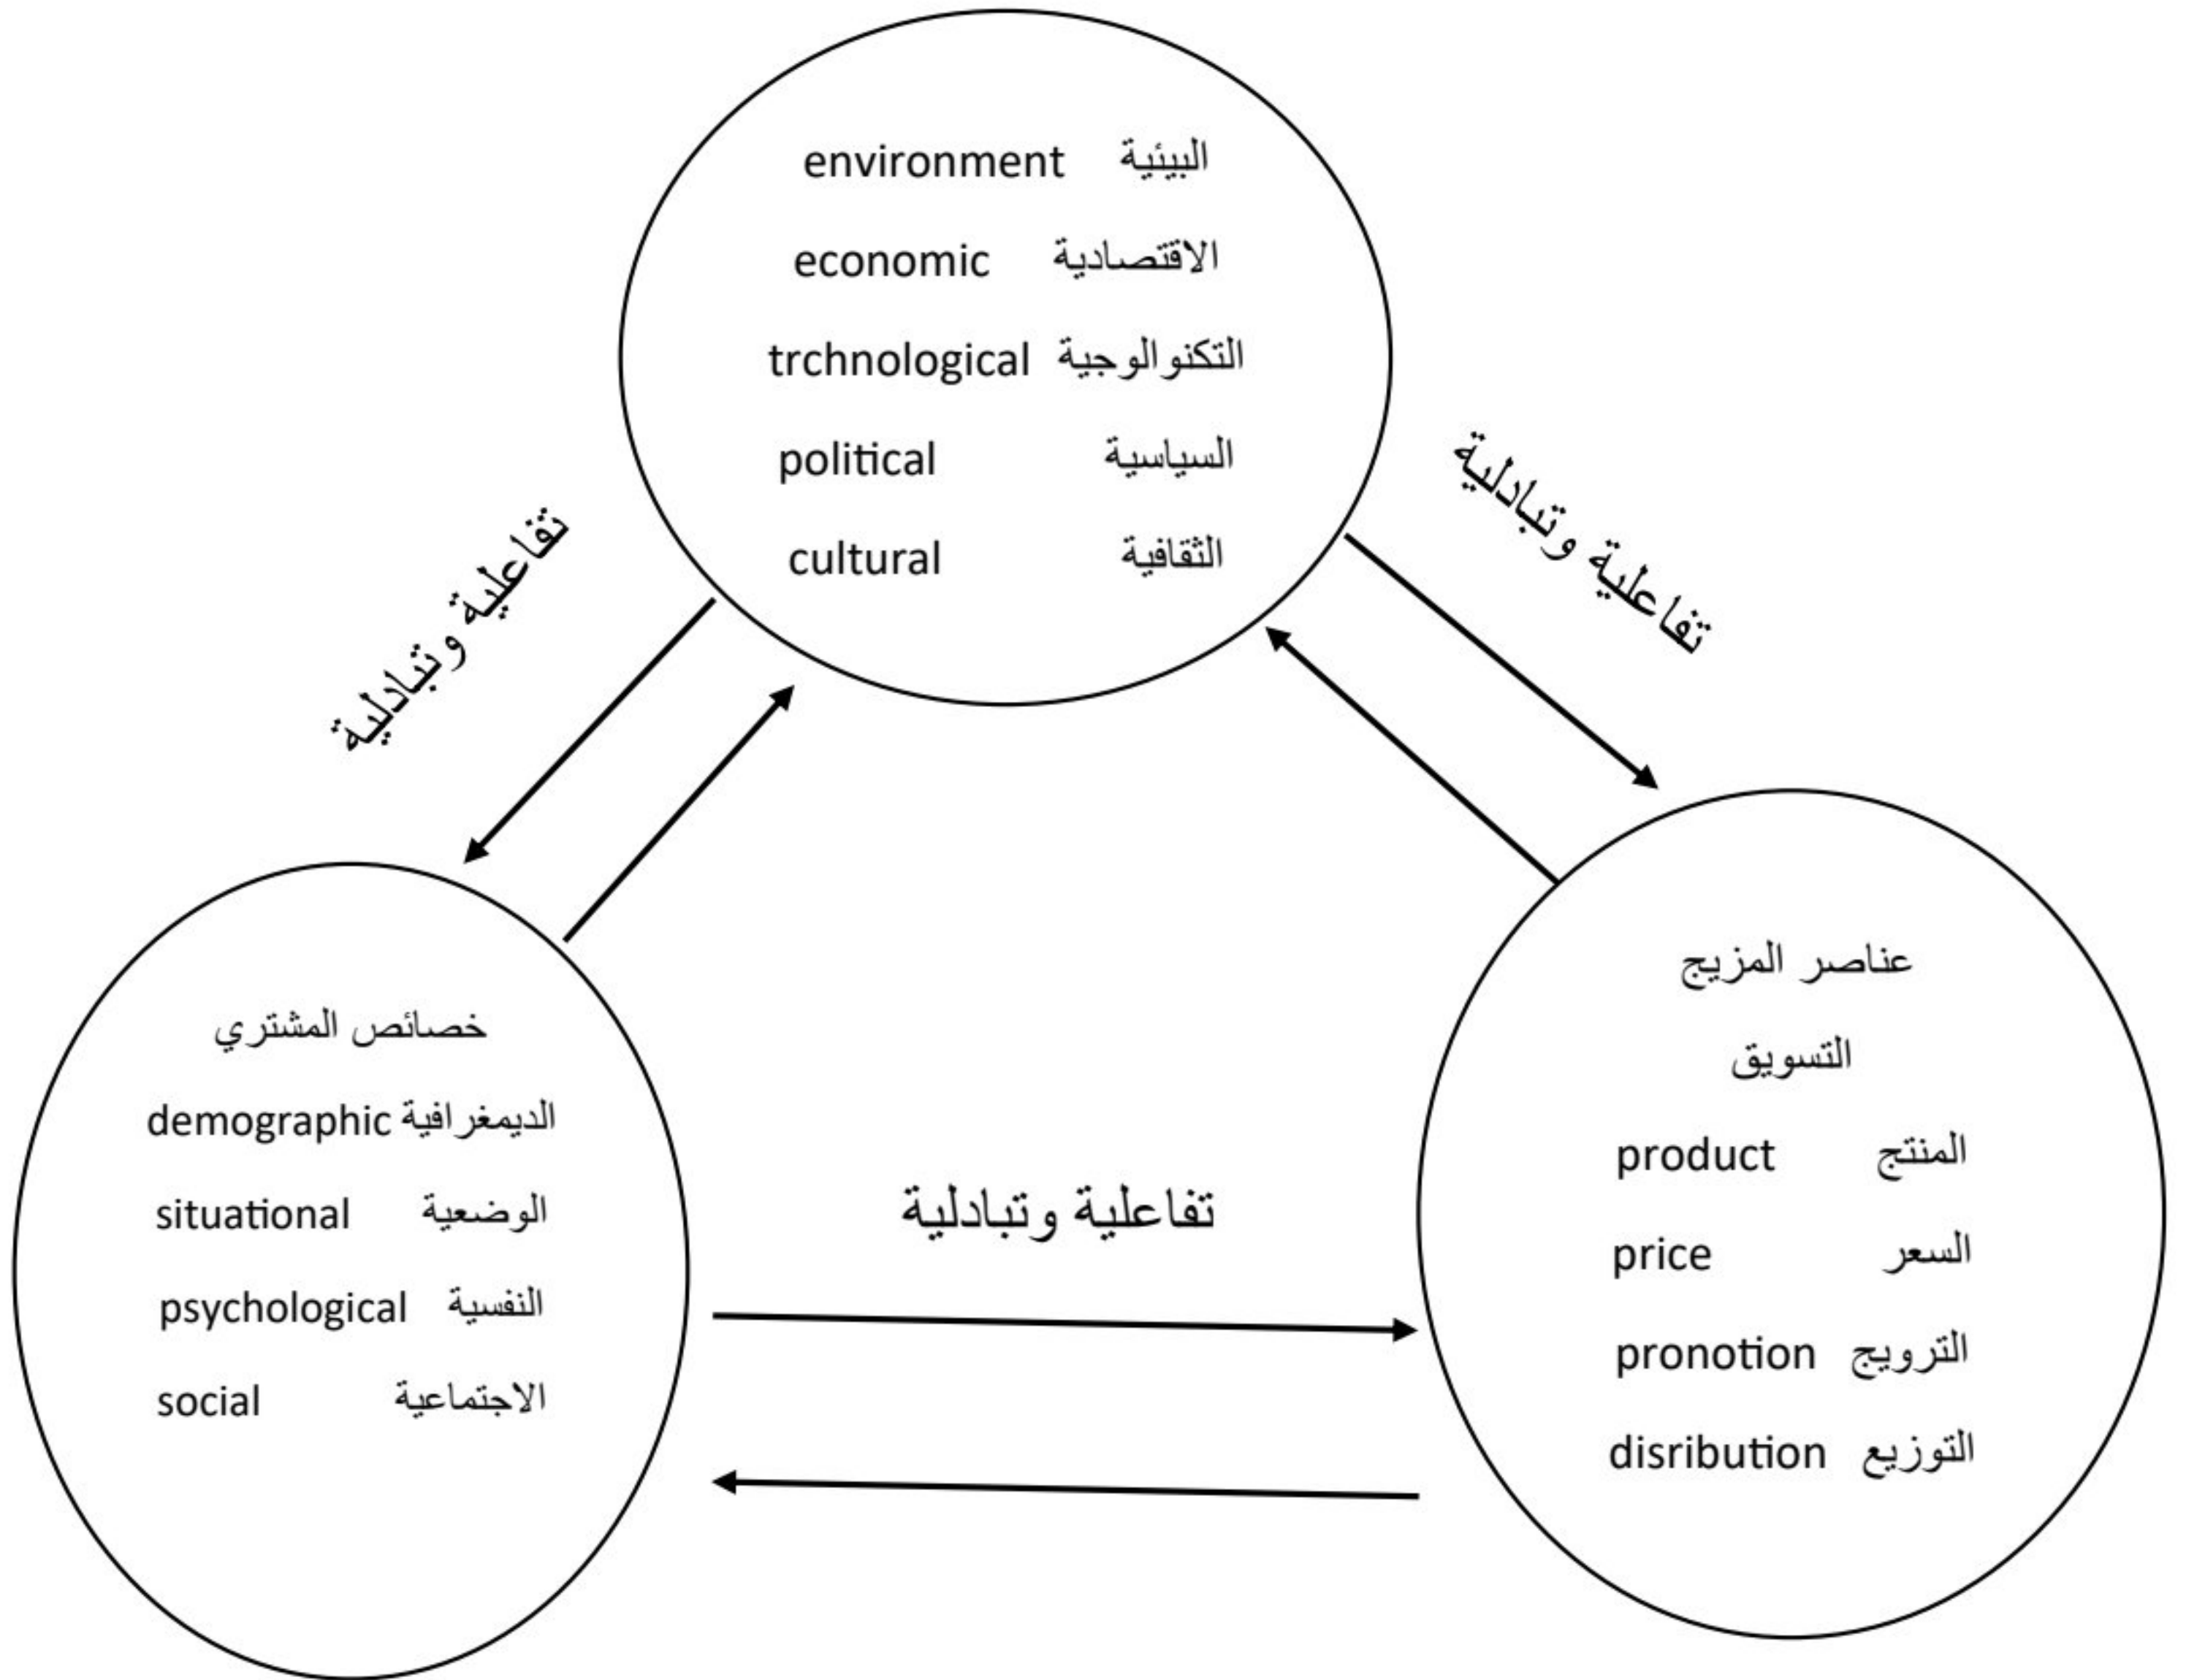 environment البيئية
economic الاقتصادية
trchnological التكنوالوجية
political السياسية
cultural الثقافية
تفاعلية وتبادلية
تفاعلية وتبادلية
خصائص المشتري
demographic الديمغرافية
situational الوضعية
psychological النفسية
social الاجتماعية
تفاعلية وتبادلية
عناصر المزيج
التسويق
product المنتج
price السعر
pronotion الترويج
disribution التوزيع